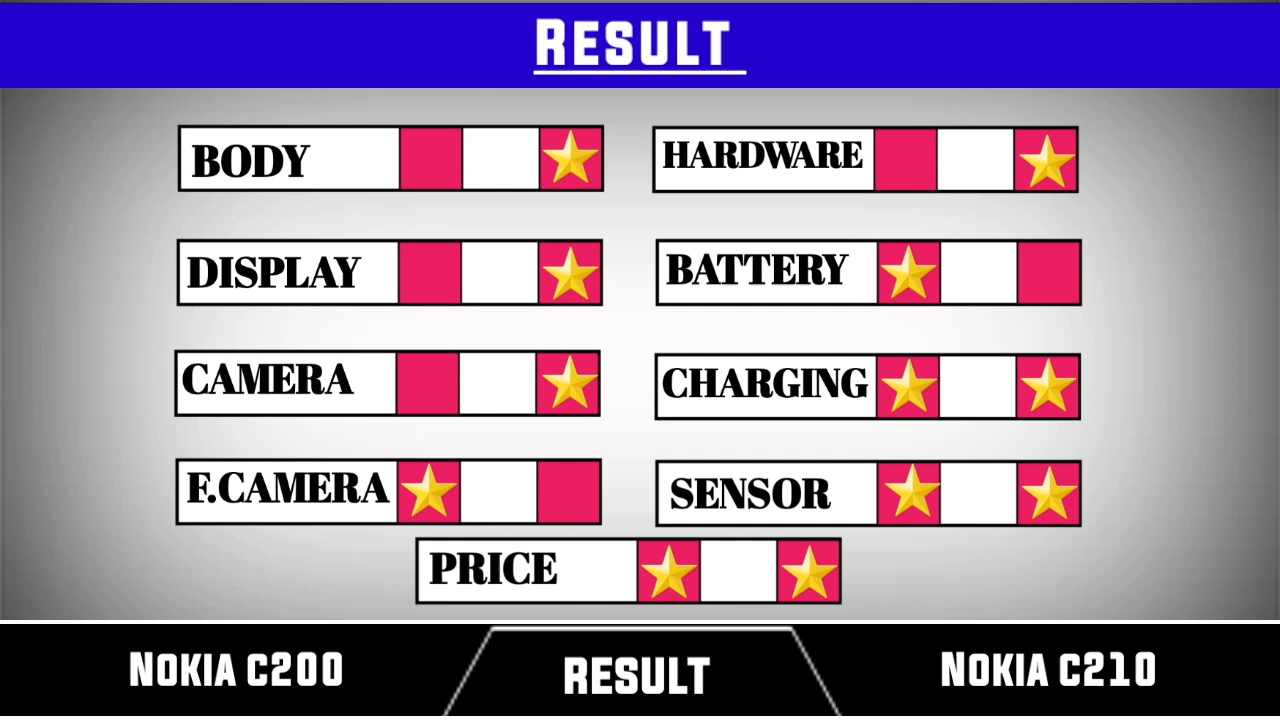 RESULT
BODY
HARDWARE
DISPLAY
BATTERY
CAMERA
CHARGING
F.CAMERA
SENSOR
PRICE
NOKIA C200
RESULT
NOKIA C210